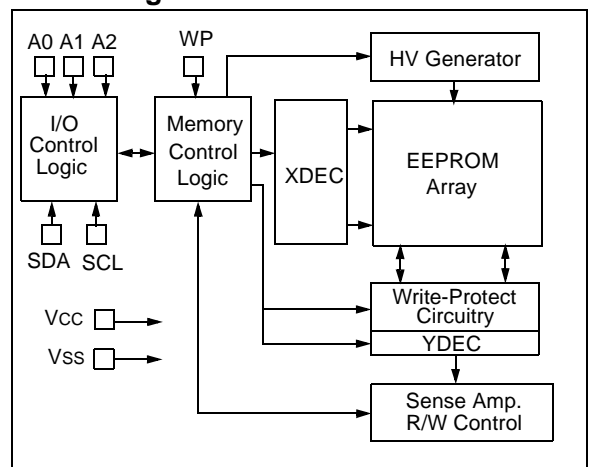 A0 A1 A2
WP
HV Generator
I/O
Control
Logic
Memory
Control
Logic
XDEC
EEPROM
Array
SDA
SCL
Write-Protect
Circuitry
YDEC
VCC
VSS
Sense Amp.
R/W Control